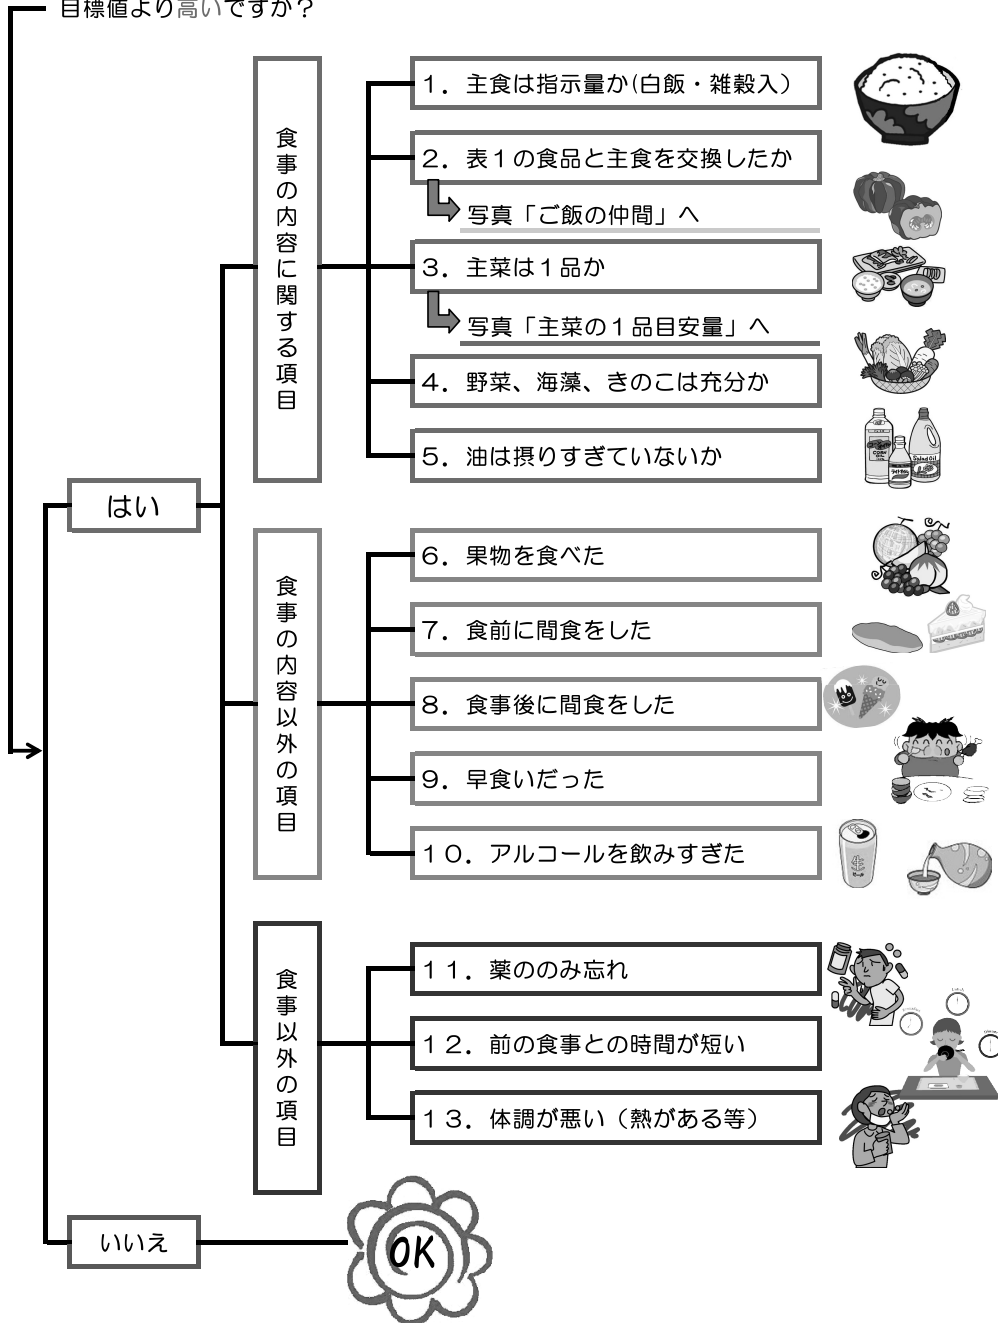 目標値より高いですか？
食事の内容に関する項目
１．主食は指示量か(白飯・雑穀入）
２．表１の食品と主食を交換したか
写真「ご飯の仲間」へ
３．主菜は１品か
写真「主菜の１品目安量」へ
４．野菜、海藻、きのこは充分か
５．油は摂りすぎていないか
はい
食事の内容以外の項目
６．果物を食べた
７．食前に間食をした
８．食事後に間食をした
９．早食いだった
１０．アルコールを飲みすぎた
食事以外の項目
１１．薬ののみ忘れ
１２．前の食事との時間が短い
１３．体調が悪い（熱がある等）
いいえ
OK
CORN
Salad Oil
生
ビール